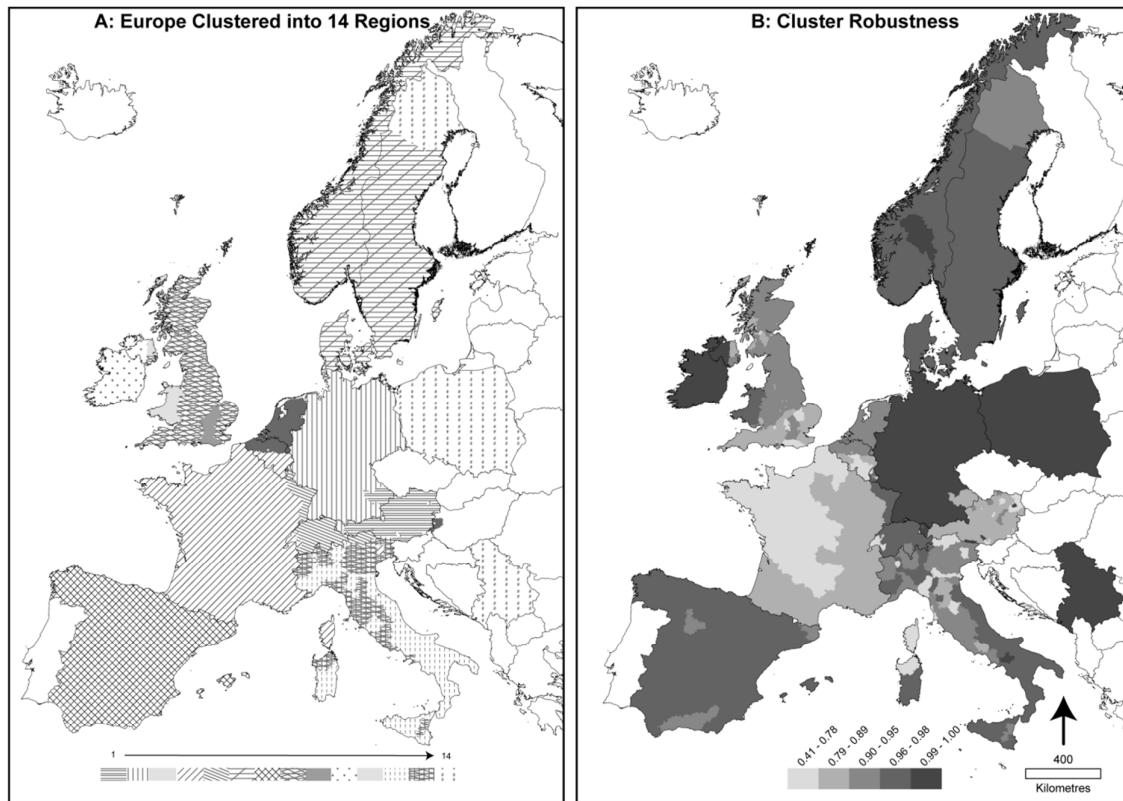 A: Europe Clustered into 14 Regions
1
14
B: Cluster Robustness
0.41 - 0.78
0.79 - 0.89
0.90 - 0.95
0.96 - 0.98
0.99 - 1.00
400
Kilometres